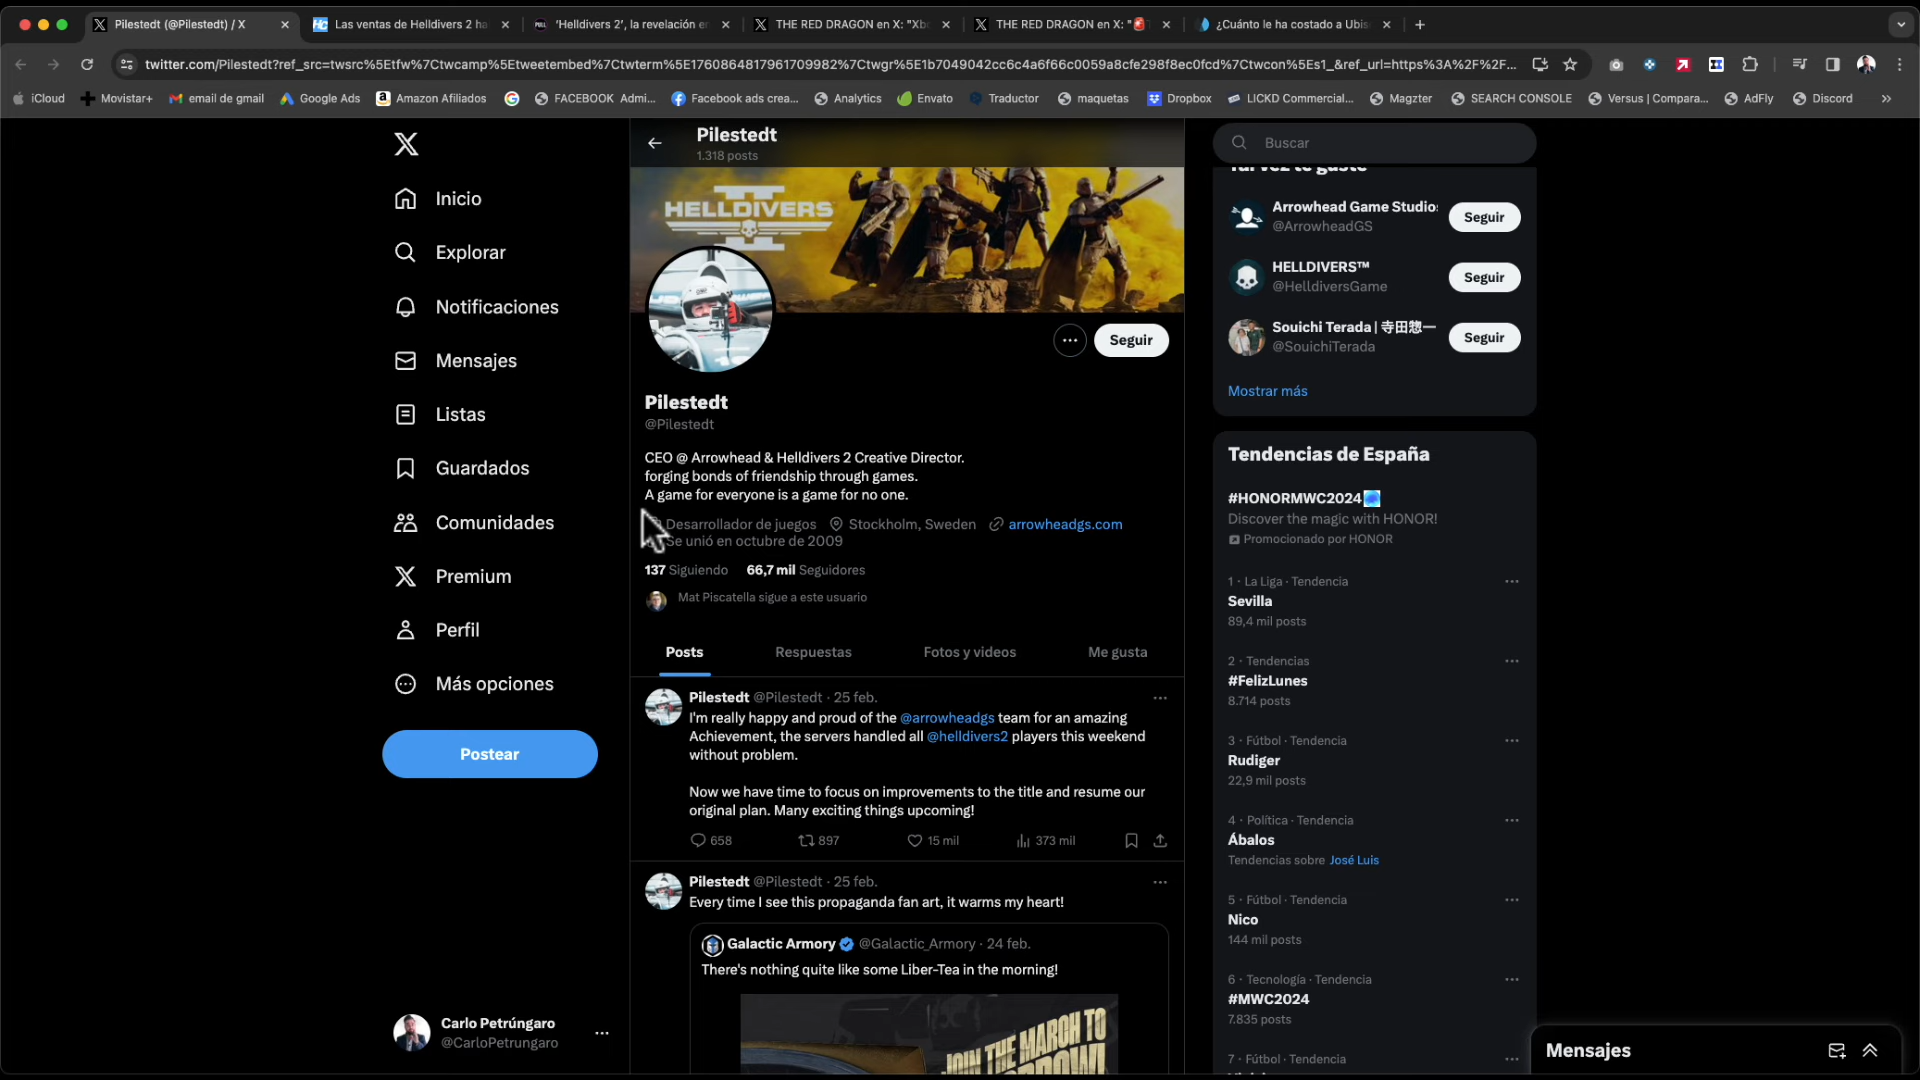 Pilestedt (@Pilestedt) / X
Las ventas de Helldivers 2 ha
'Helldivers 2', la revelación e
THE RED DRAGON en X: "Xb
THE RED DRAGON en X: "🚨
¿Cuánto le ha costado a Ubis
twitter.com/Pilestedt?ref_src=twsrc%5Etfw%7Ctwcamp%5Etweetembed%7Ctwterm%5E1760864817961709982%7Ctwgr%5E1b7049042cc6c4a6f66c0059a8cfe298f8ec0fcd%7Ctwcon%5Es1_&ref_url=https%3A%2F%2F...
iCloud
Movistar+
email de gmail
Google Ads
Amazon Afiliados
FACEBOOK Admi...
Facebook ads crea...
Analytics
Envato
Traductor
maquetas
Dropbox
LICKD Commercial...
Magzter
SEARCH CONSOLE
Versus | Compara...
AdFly
Discord
Inicio
Explorar
Notificaciones
Mensajes
Listas
Guardados
Comunidades
Premium
Perfil
Más opciones
Postear
Carlo Petrúngaro
@CarloPetrungaro
Pilestedt
1.318 posts
HELLDIVERS
Seguir
Pilestedt
@Pilestedt
CEO @ Arrowhead & Helldivers 2 Creative Director.
forging bonds of friendship through games.
A game for everyone is a game for no one.
Desarrollador de juegos Stockholm, Sweden arrowheadgs.com
Se unió en octubre de 2009
137 Siguiendo 66,7 mil Seguidores
Mat Piscatella sigue a este usuario
Posts Respuestas Fotos y videos Me gusta
Pilestedt @Pilestedt · 25 feb.
I'm really happy and proud of the @arrowheadgs team for an amazing
Achievement, the servers handled all @helldivers2 players this weekend
without problem.
Now we have time to focus on improvements to the title and resume our
original plan. Many exciting things upcoming!
658 897 15 mil 373 mil
Pilestedt @Pilestedt · 25 feb.
Every time I see this propaganda fan art, it warms my heart!
Galactic Armory @Galactic_Armory · 24 feb.
There's nothing quite like some Liber-Tea in the morning!
JOIN THE MARCH TO
Buscar
Tal vez te guste
Arrowhead Game Studio
@ArrowheadGS
Seguir
HELLDIVERS™
@HelldiversGame
Seguir
Souichi Terada | 寺田惣一
@SouichiTerada
Seguir
Mostrar más
Tendencias de España
#HONORMWC2024
Discover the magic with HONOR!
Promocionado por HONOR
1 · La Liga · Tendencia
Sevilla
89,4 mil posts
2 · Tendencias
#FelizLunes
8.714 posts
3 · Fútbol · Tendencia
Rudiger
22,9 mil posts
4 · Política · Tendencia
Ábalos
Tendencias sobre José Luis
5 · Fútbol · Tendencia
Nico
144 mil posts
6 · Tecnología · Tendencia
#MWC2024
7.835 posts
7 · Fútbol · Tendencia
Mensajes